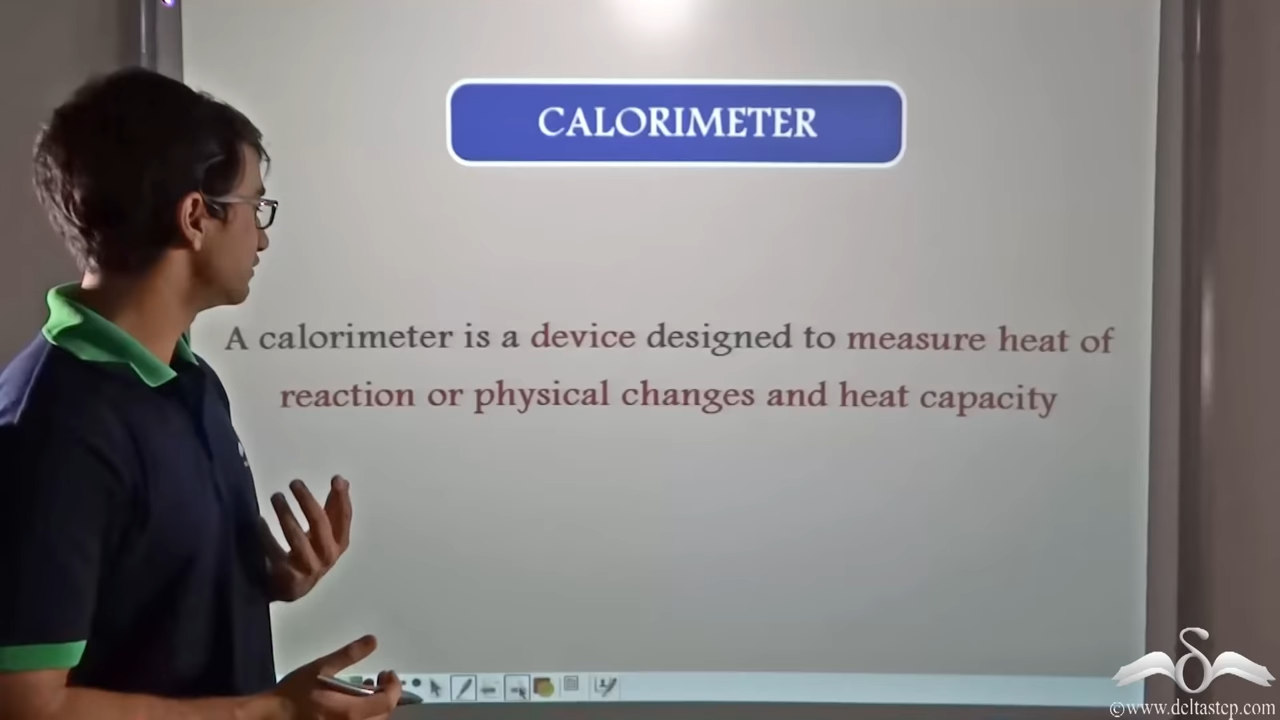 CALORIMETER
A calorimeter is a device designed to measure heat of
reaction or physical changes and heat capacity
©www.deltastep.com